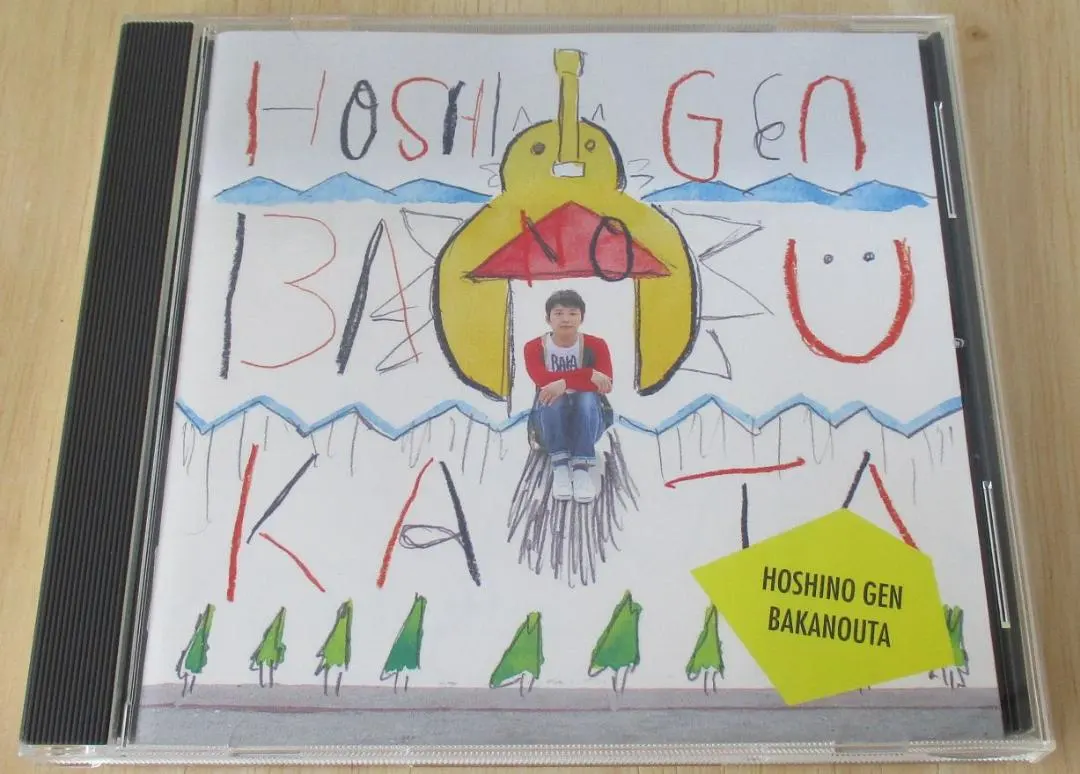 HOSHI GEN
BA NO U
BAKA
KA TA
HOSHINO GEN
BAKANOUTA